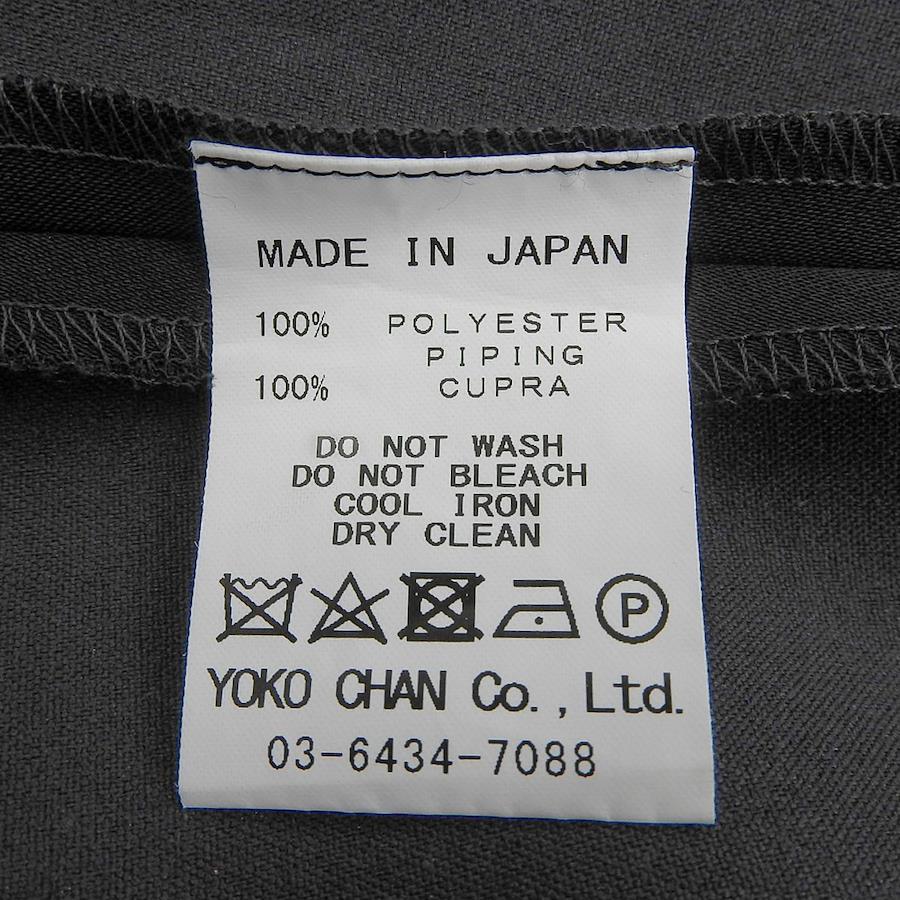 MADE IN JAPAN
100% POLYESTER
PIPING
100% CUPRA
DO NOT WASH
DO NOT BLEACH
COOL IRON
DRY CLEAN
P
YOKO CHAN Co.,Ltd.
03-6434-7088